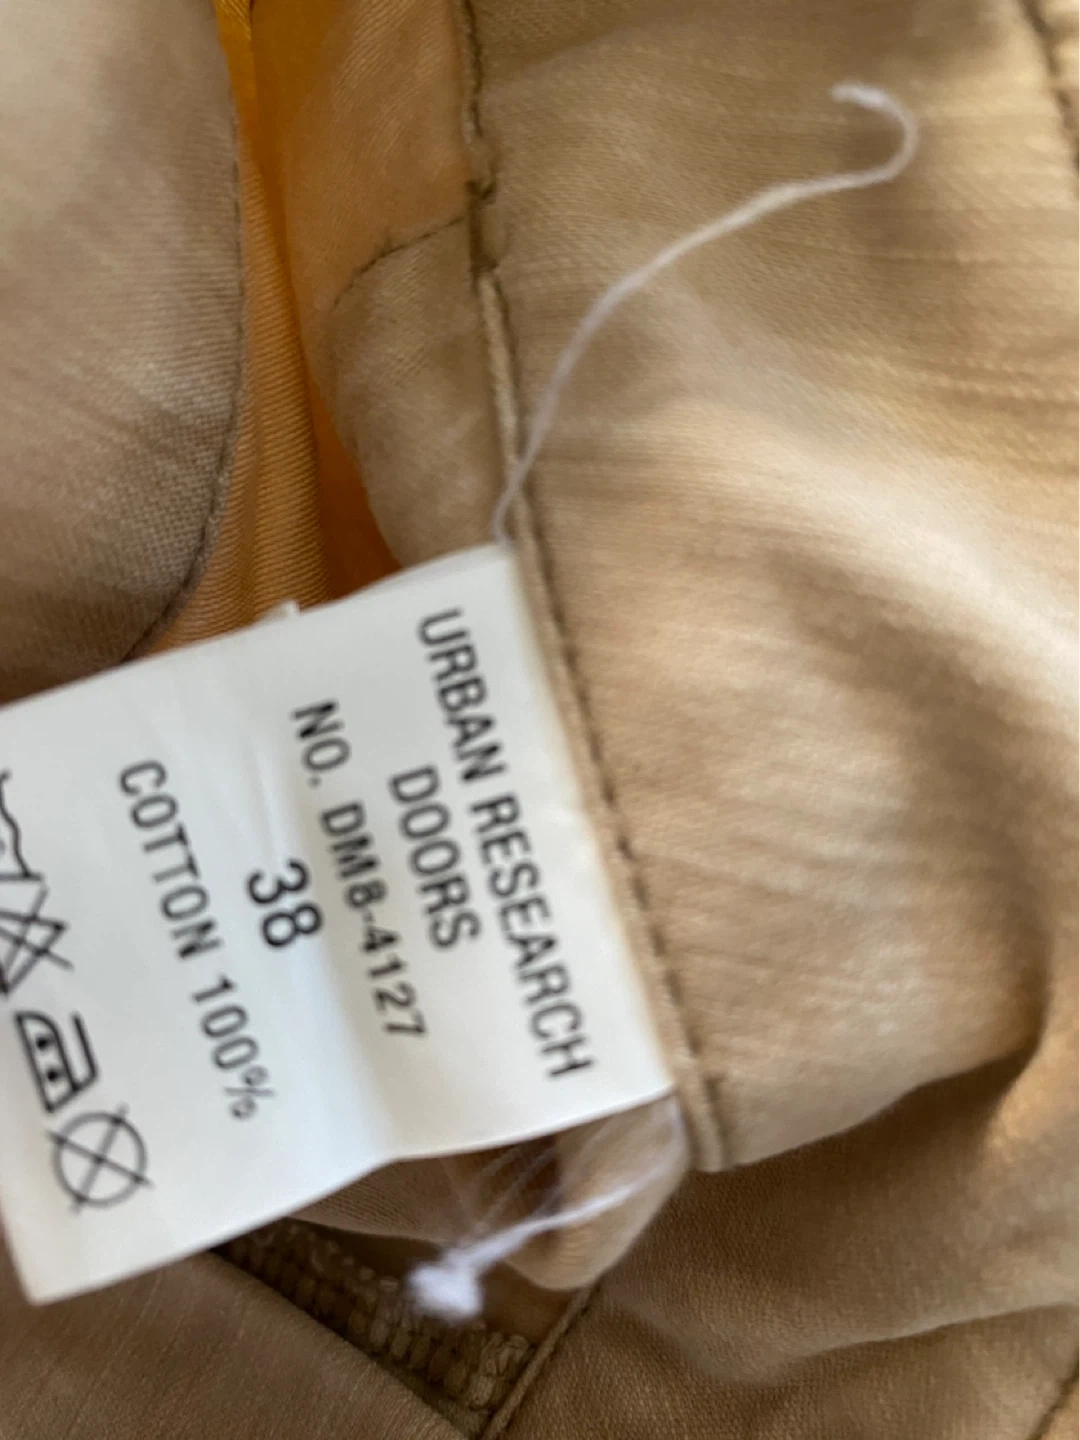 URBAN RESEARCH
DOORS
NO. DM8-4127
38
COTTON 100%